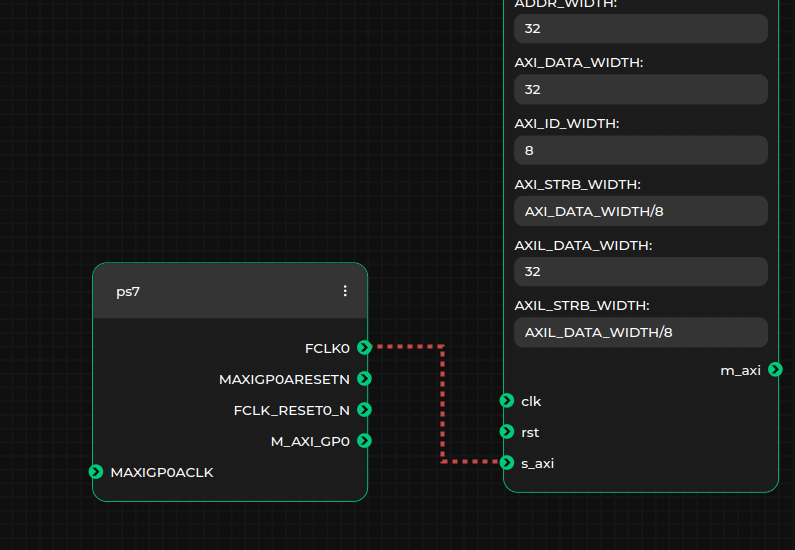 ADDR_WIDTH:
32
AXI_DATA_WIDTH:
32
AXI_ID_WIDTH:
8
AXI_STRB_WIDTH:
AXI_DATA_WIDTH/8
AXIL_DATA_WIDTH:
32
AXIL_STRB_WIDTH:
AXIL_DATA_WIDTH/8
m_axi
clk
rst
s_axi
ps7
FCLK0
MAXIGP0ARESETN
FCLK_RESET0_N
M_AXI_GP0
MAXIGP0ACLK